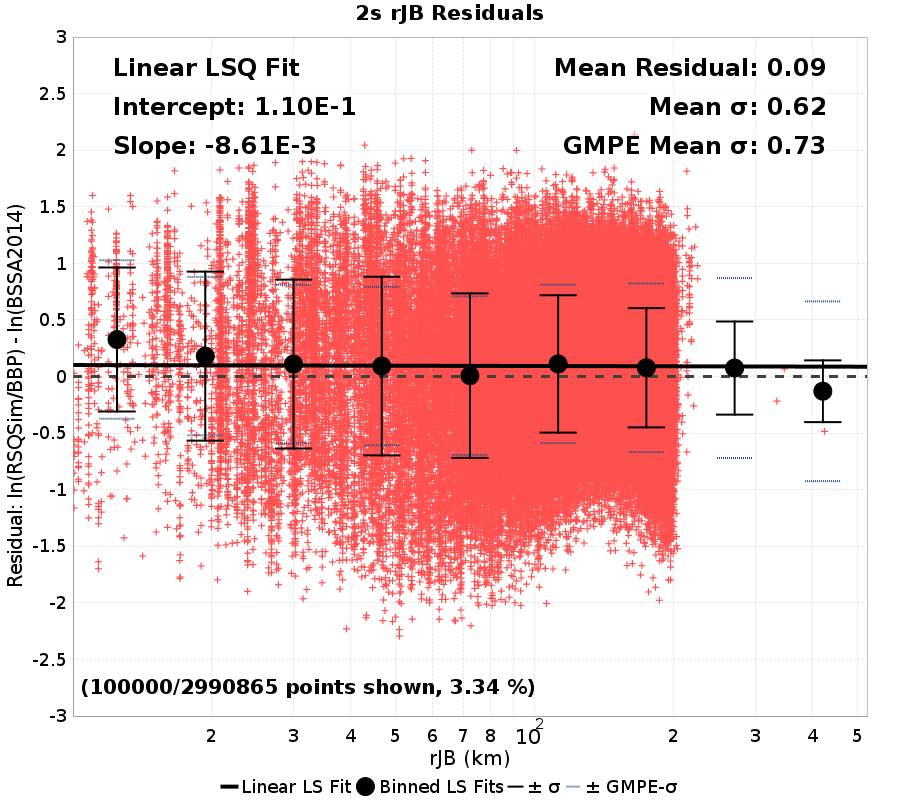 2s rJB Residuals
Linear LSQ Fit
Intercept: 1.10E-1
Slope: -8.61E-3
Mean Residual: 0.09
Mean σ: 0.62
GMPE Mean σ: 0.73
Residual: ln(RSQSim/BBP) - ln(BSSA2014)
3
2.5
2
1.5
1
0.5
0
-0.5
-1
-1.5
-2
-2.5
-3
(100000/2990865 points shown, 3.34 %)
2 3 4 5 6 7 8 10² 2 3 4 5
rJB (km)
Linear LS Fit Binned LS Fits ± σ ± GMPE-σ